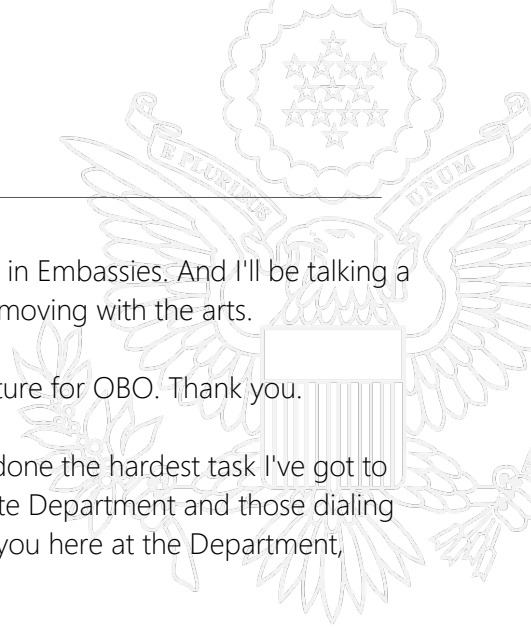 E PLURIBUS UNUM
in Embassies. And I'll be talking a
moving with the arts.
ture for OBO. Thank you.
done the hardest task I've got to
te Department and those dialing
you here at the Department,